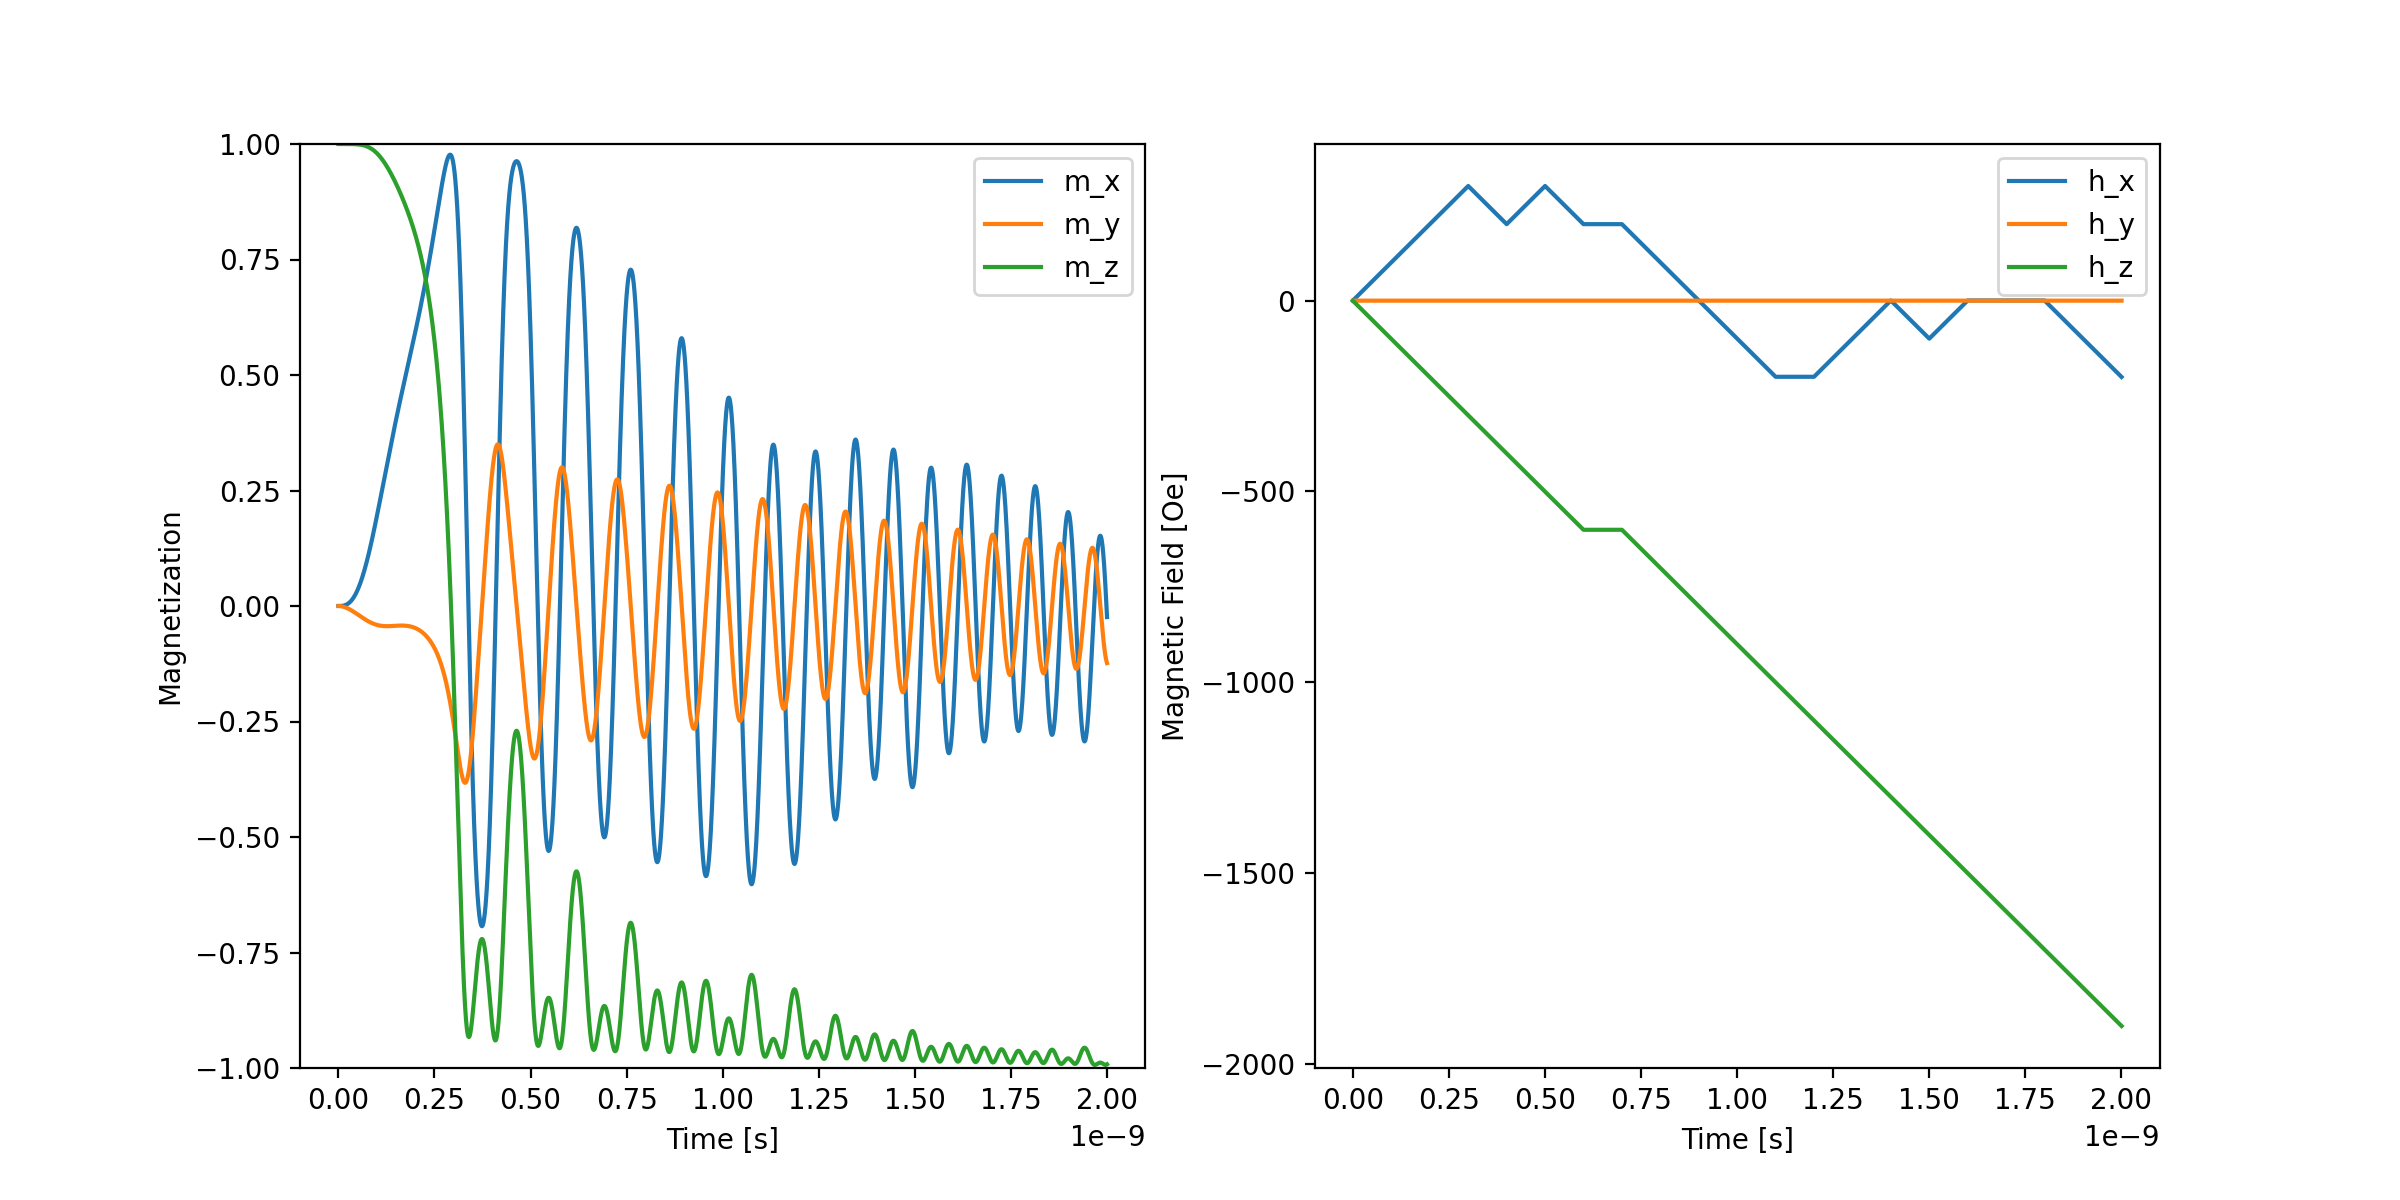 1.00
0.75
0.50
0.25
0.00
−0.25
−0.50
−0.75
−1.00
Magnetization
m_x
m_y
m_z
0.00 0.25 0.50 0.75 1.00 1.25 1.50 1.75 2.00
Time [s]
1e−9
0
−500
−1000
−1500
−2000
Magnetic Field [Oe]
h_x
h_y
h_z
0.00 0.25 0.50 0.75 1.00 1.25 1.50 1.75 2.00
Time [s]
1e−9